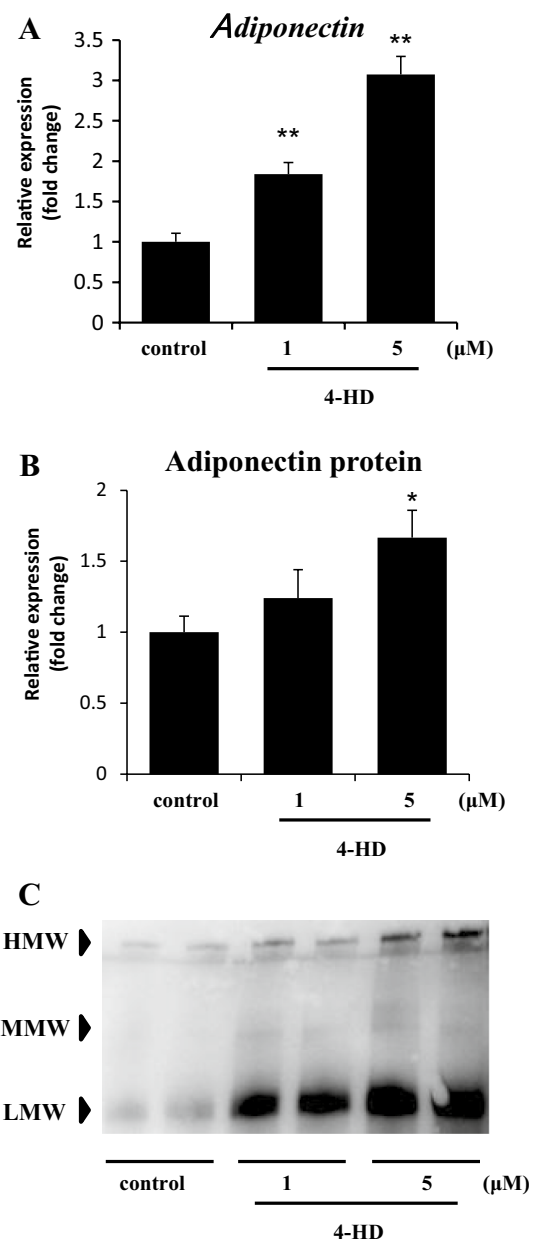 A
Adiponectin
Relative expression
(fold change)
3.5
3
2.5
2
1.5
1
0.5
0
**
**
control
1
5
(μM)
4-HD
B
Adiponectin protein
Relative expression
(fold change)
2
1.5
1
0.5
0
*
control
1
5
(μM)
4-HD
C
HMW
MMW
LMW
control
1
5
(μM)
4-HD